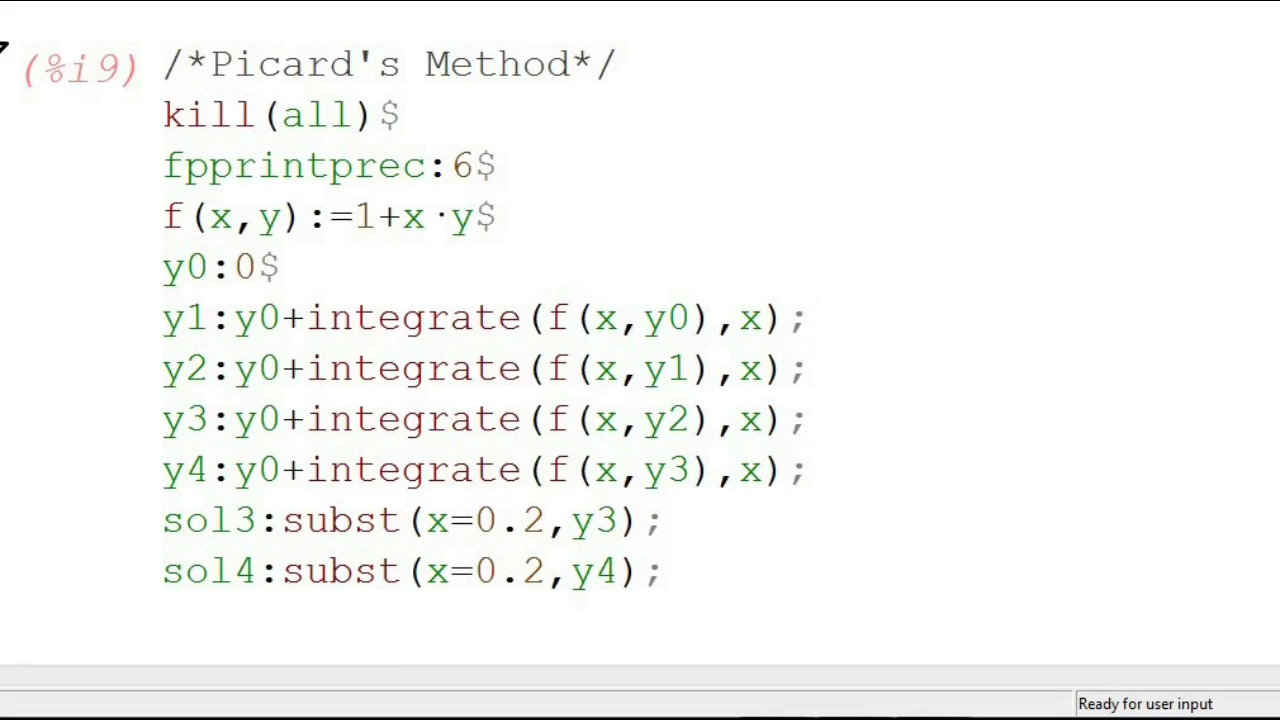 (%i9) /*Picard's Method*/
kill(all)$
fpprintprec:6$
f(x,y):=1+x·y$
y0:0$
y1:y0+integrate(f(x,y0),x);
y2:y0+integrate(f(x,y1),x);
y3:y0+integrate(f(x,y2),x);
y4:y0+integrate(f(x,y3),x);
sol3:subst(x=0.2,y3);
sol4:subst(x=0.2,y4);
Ready for user input